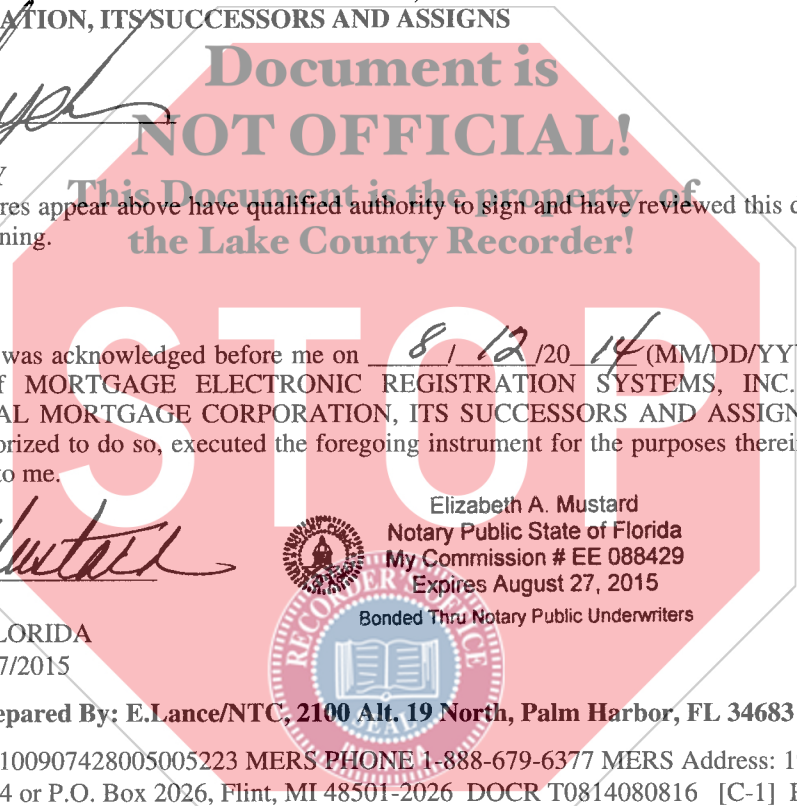 ATION, ITS SUCCESSORS AND ASSIGNS
Document is
NOT OFFICIAL!
Y
This Document is the property of
res appear above have qualified authority to sign and have reviewed this
ning.
the Lake County Recorder!
STOP
was acknowledged before me on 8/12/2014 (MM/DD/YY
f MORTGAGE ELECTRONIC REGISTRATION SYSTEMS, INC.
AL MORTGAGE CORPORATION, ITS SUCCESSORS AND ASSIGN
rized to do so, executed the foregoing instrument for the purposes therei
to me.
Mustard
Elizabeth A. Mustard
Notary Public State of Florida
My Commission # EE 088429
Expires August 27, 2015
Bonded Thru Notary Public Underwriters
RECORDER'S OFFICE
SEAL
LORIDA
7/2015
epared By: E.Lance/NTC, 2100 Alt. 19 North, Palm Harbor, FL 34683
100907428005005223 MERS PHONE 1-888-679-6377 MERS Address: 1
4 or P.O. Box 2026, Flint, MI 48501-2026 DOCR T0814080816 [C-1]